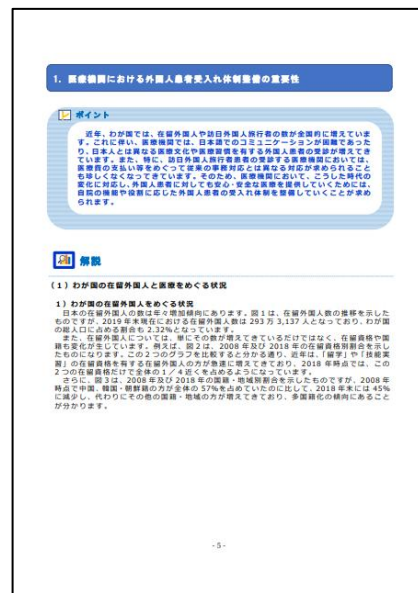 1. 医療機関における外国人患者受入れ体制整備の重要性
ポイント
近年、わが国では、在留外国人や訪日外国人旅行者の数が全国的に増えていま
す。これに伴い、医療機関では、日本語でのコミュニケーションが困難であった
り、日本人とは異なる医療文化や医療習慣を有する外国人患者の受診が増えてき
ています。また、特に、訪日外国人旅行者患者の受診する医療機関においては、
医療費の支払い等をめぐって従来の事務対応とは異なる対応が求められること
も珍しくなくなってきています。そのため、医療機関において、こうした時代の
変化に対応し、外国人患者に対しても安心・安全な医療を提供していくためには、
自院の機能や役割に応じた外国人患者の受入れ体制を整備していくことが求め
られます。
解説
(1)わが国の在留外国人と医療をめぐる状況
1)わが国の在留外国人をめぐる状況
日本の在留外国人の数は年々増加傾向にあります。図1は、在留外国人数の推移を示し
たものですが、2019年末現在における在留外国人数は293万3,137人となっており、わが国
の総人口に占める割合も2.32%となっています。
また、在留外国人については、単にその数が増えてきているだけではなく、在留資格や国
籍も変化が生じています。例えば、図2は、2008年及び2018年の在留資格別割合を示し
たものになります。この2つのグラフを比較すると分かる通り、近年は、「留学」や「技能実
習」の在留資格を有する在留外国人の方が急速に増えてきており、2018年時点では、この
2つの在留資格だけで全体の1/4近くを占めるようになっています。
さらに、図3は、2008年及び2018年の国籍・地域別割合を示したものですが、2008年
時点で中国、韓国・朝鮮籍の方が全体の57%を占めていたのに比して、2018年末には45%
に減少し、代わりにその他の国籍・地域の方が増えてきており、多国籍化の傾向にあること
が分かります。
- 5 -